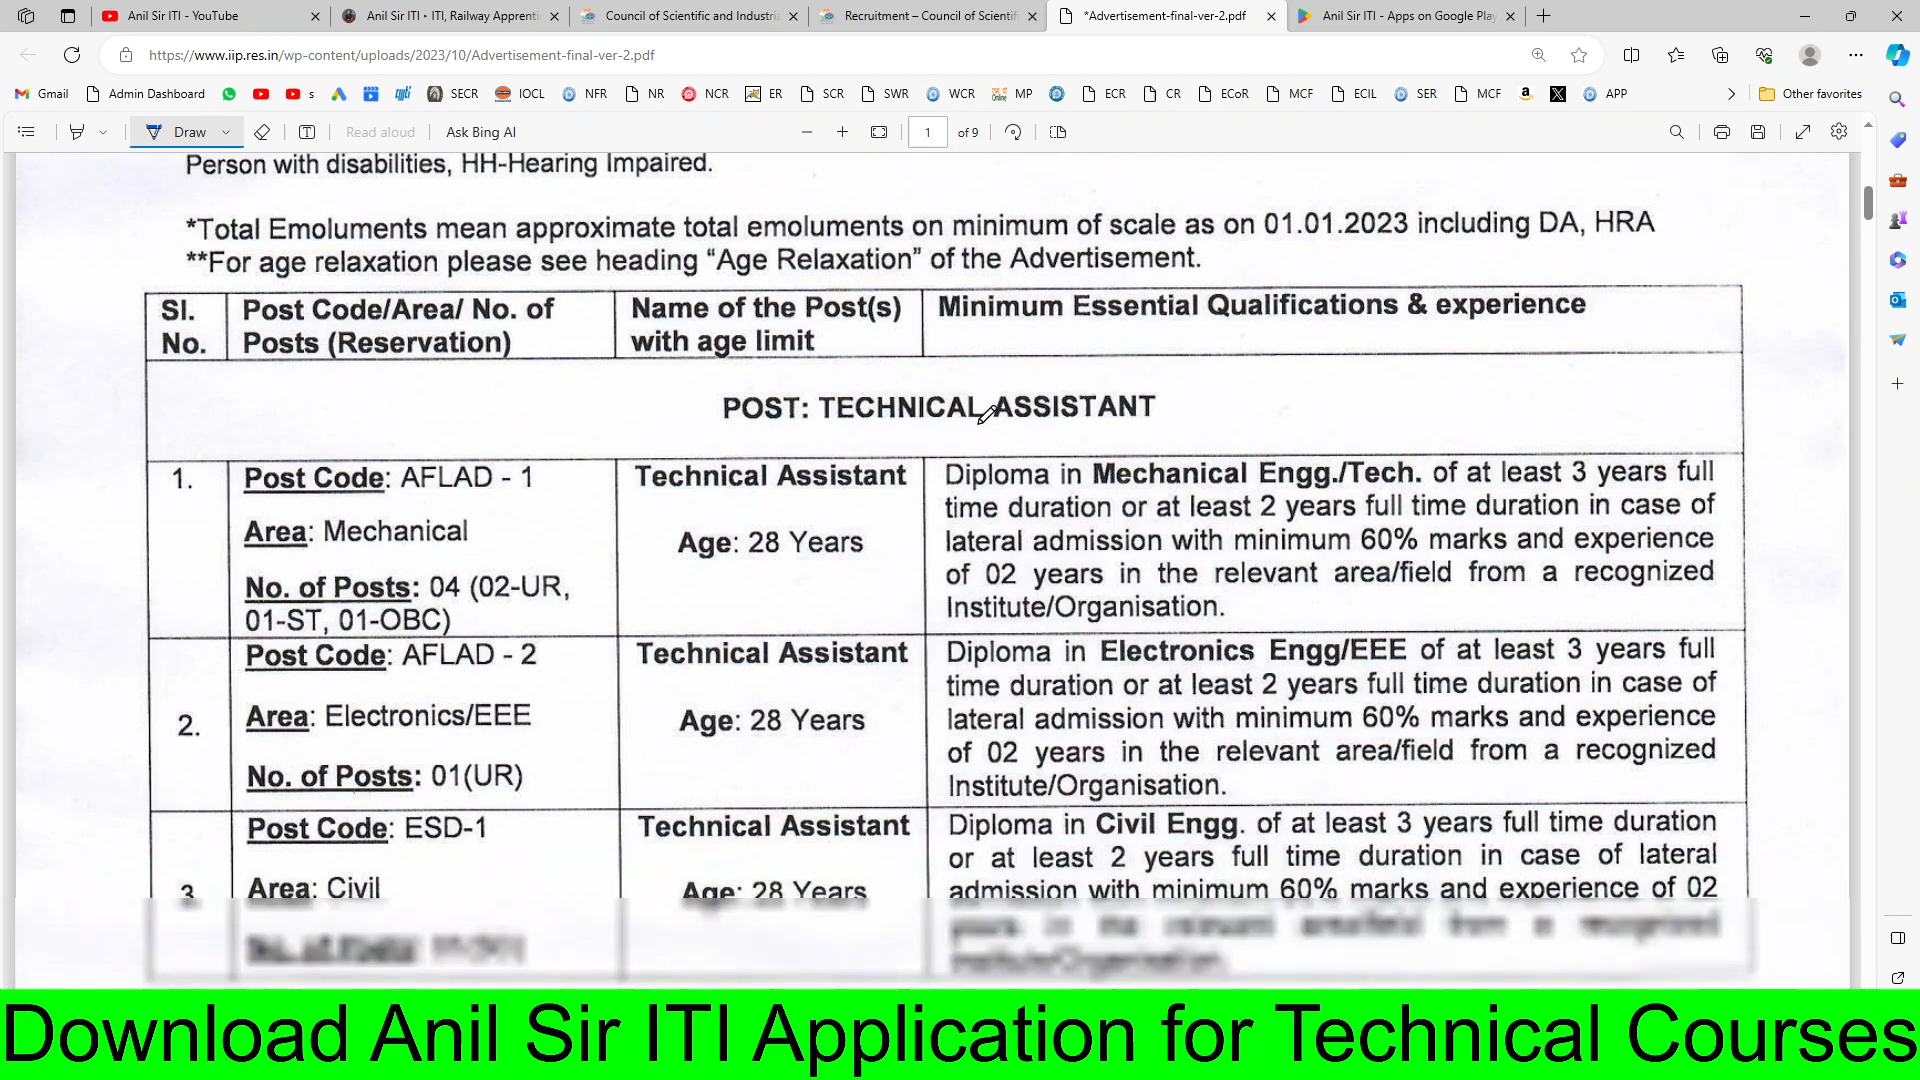 Anil Sir ITI - YouTube
Anil Sir ITI • ITI, Railway Apprenti
Council of Scientific and Industria
Recruitment – Council of Scientif
*Advertisement-final-ver-2.pdf
Anil Sir ITI - Apps on Google Play
https://www.iip.res.in/wp-content/uploads/2023/10/Advertisement-final-ver-2.pdf
Gmail
Admin Dashboard
s
SECR
IOCL
NFR
NR
NCR
ER
SCR
SWR
WCR
MP
ECR
CR
ECoR
MCF
ECIL
SER
MCF
APP
Other favorites
Draw
Read aloud
Ask Bing AI
1 of 9
Person with disabilities, HH-Hearing Impaired.
*Total Emoluments mean approximate total emoluments on minimum of scale as on 01.01.2023 including DA, HRA
**For age relaxation please see heading “Age Relaxation” of the Advertisement.
Sl.
No.
Post Code/Area/ No. of
Posts (Reservation)
Name of the Post(s)
with age limit
Minimum Essential Qualifications & experience
POST: TECHNICAL ASSISTANT
1.
Post Code: AFLAD - 1
Area: Mechanical
No. of Posts: 04 (02-UR,
01-ST, 01-OBC)
Technical Assistant
Age: 28 Years
Diploma in Mechanical Engg./Tech. of at least 3 years full
time duration or at least 2 years full time duration in case of
lateral admission with minimum 60% marks and experience
of 02 years in the relevant area/field from a recognized
Institute/Organisation.
2.
Post Code: AFLAD - 2
Area: Electronics/EEE
No. of Posts: 01(UR)
Technical Assistant
Age: 28 Years
Diploma in Electronics Engg/EEE of at least 3 years full
time duration or at least 2 years full time duration in case of
lateral admission with minimum 60% marks and experience
of 02 years in the relevant area/field from a recognized
Institute/Organisation.
3.
Post Code: ESD-1
Area: Civil
Technical Assistant
Age: 28 Years
Diploma in Civil Engg. of at least 3 years full time duration
or at least 2 years full time duration in case of lateral
admission with minimum 60% marks and experience of 02
Download Anil Sir ITI Application for Technical Courses